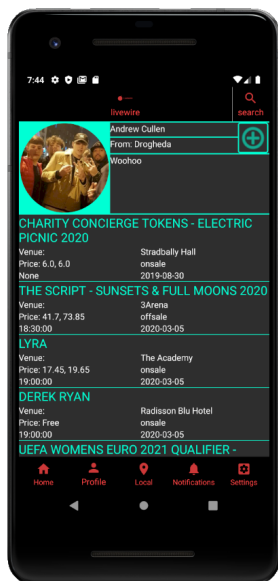 7:44
livewire
search
Andrew Cullen
From: Drogheda
Woohoo
CHARITY CONCIERGE TOKENS - ELECTRIC
PICNIC 2020
Venue: Stradbally Hall
Price: 6.0, 6.0 onsale
None 2019-08-30
THE SCRIPT - SUNSETS & FULL MOONS 2020
Venue: 3Arena
Price: 41.7, 73.85 offsale
18:30:00 2020-03-05
LYRA
Venue: The Academy
Price: 17.45, 19.65 onsale
19:00:00 2020-03-05
DEREK RYAN
Venue: Radisson Blu Hotel
Price: Free onsale
19:00:00 2020-03-05
UEFA WOMENS EURO 2021 QUALIFIER -
Home Profile Local Notifications Settings